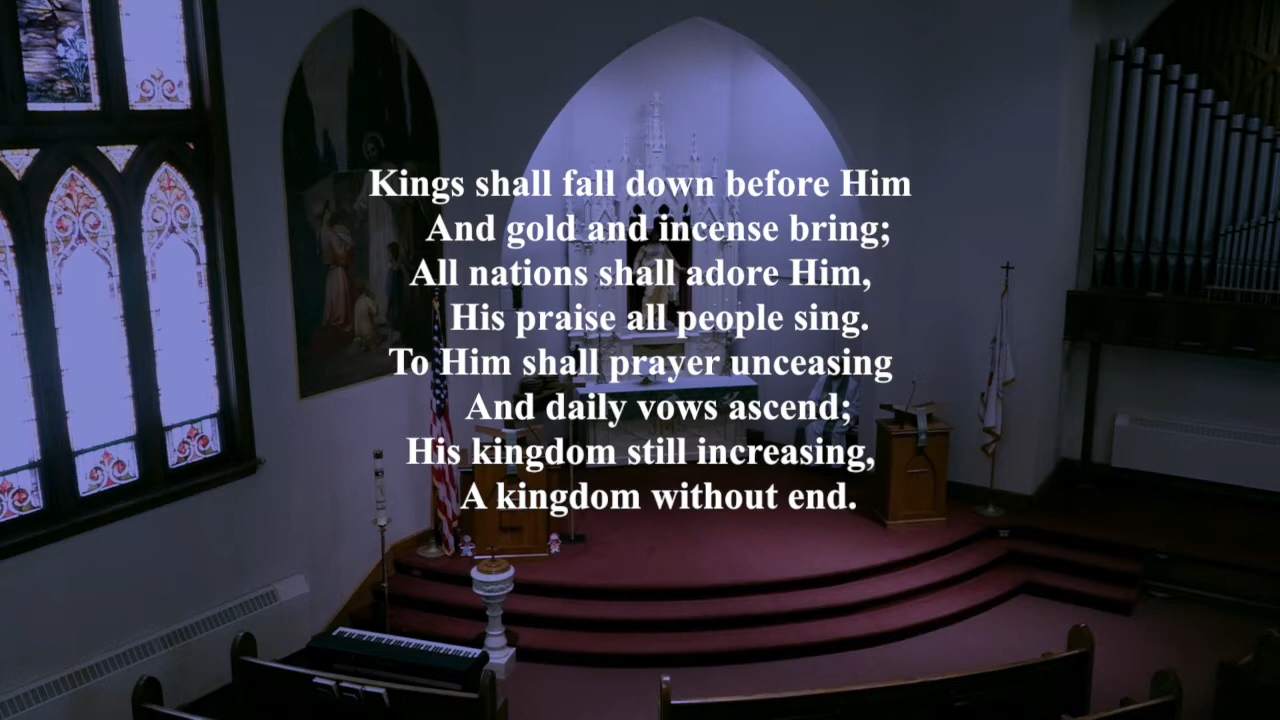 Kings shall fall down before Him
And gold and incense bring;
All nations shall adore Him,
His praise all people sing.
To Him shall prayer unceasing
And daily vows ascend;
His kingdom still increasing,
A kingdom without end.